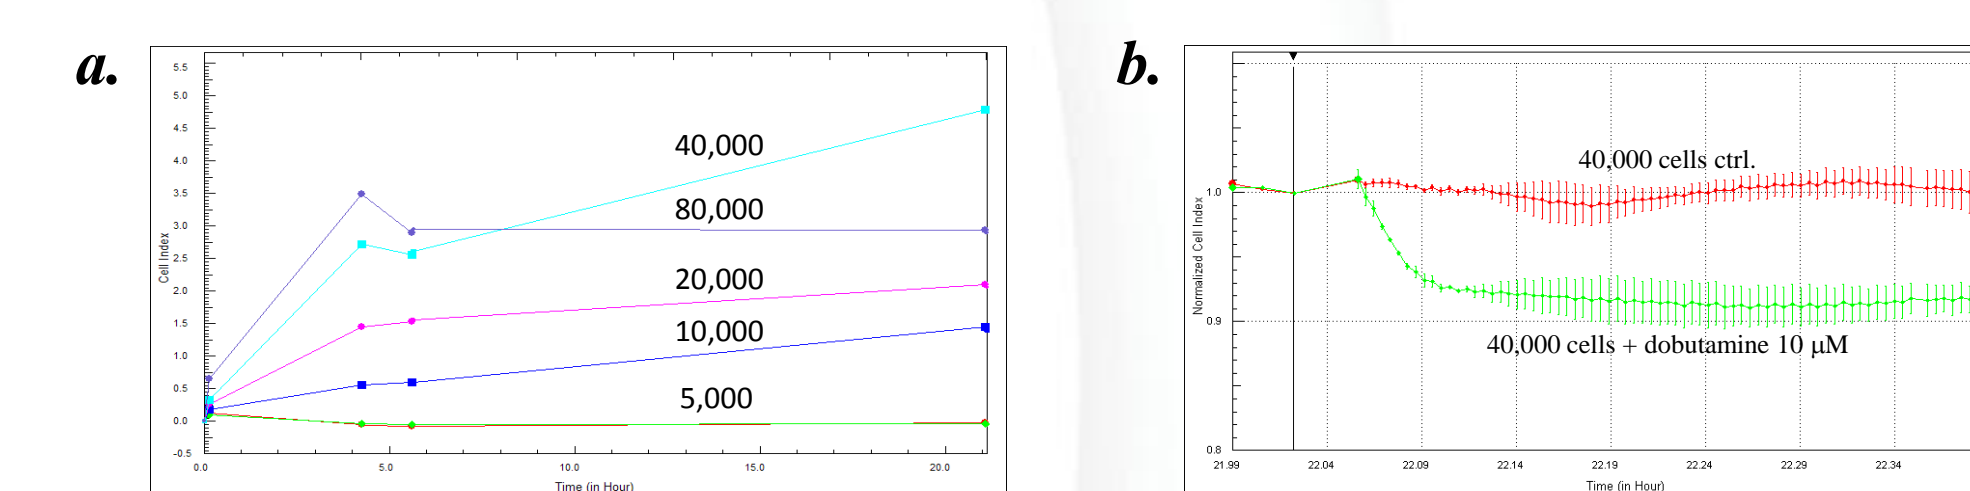 a.
5.5
5.0
4.5
4.0
3.5
3.0
2.5
2.0
1.5
1.0
0.5
0.0
-0.5
Cell Index
40,000
80,000
20,000
10,000
5,000
0.0 5.0 10.0 15.0 20.0
Time (in Hour)
b.
1.0
0.9
0.8
Normalized Cell Index
40,000 cells ctrl.
40,000 cells + dobutamine 10 μM
21.99 22.04 22.09 22.14 22.19 22.24 22.29 22.34
Time (in Hour)